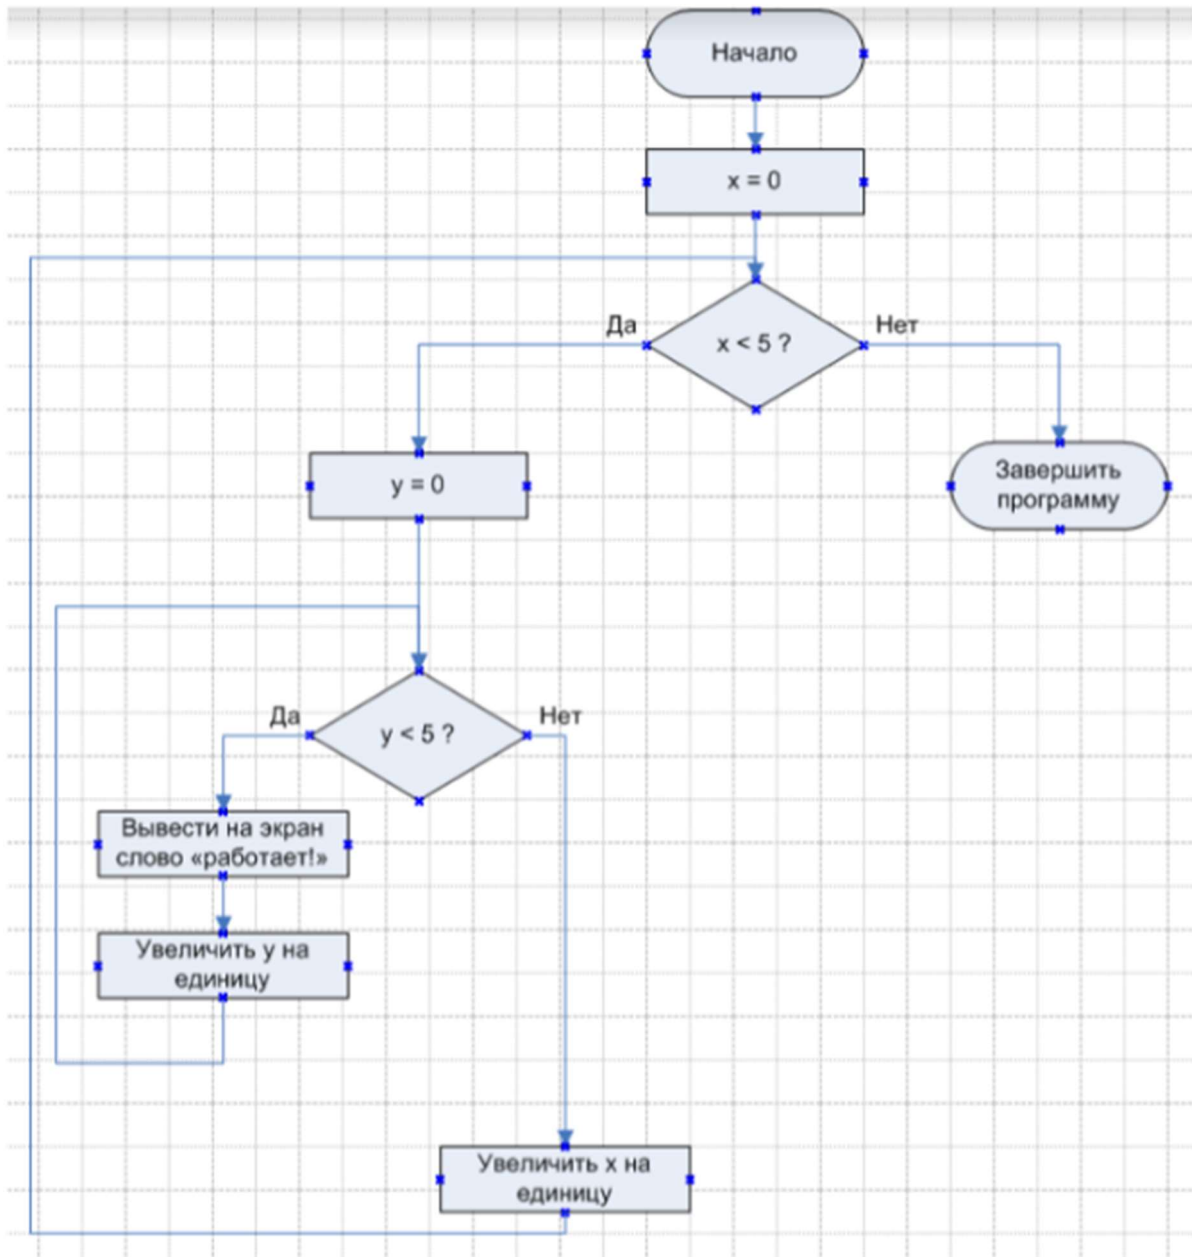 Начало
x = 0
Да
x < 5 ?
Нет
y = 0
Завершить
программу
Да
y < 5 ?
Нет
Вывести на экран
слово «работает!»
Увеличить y на
единицу
Увеличить x на
единицу